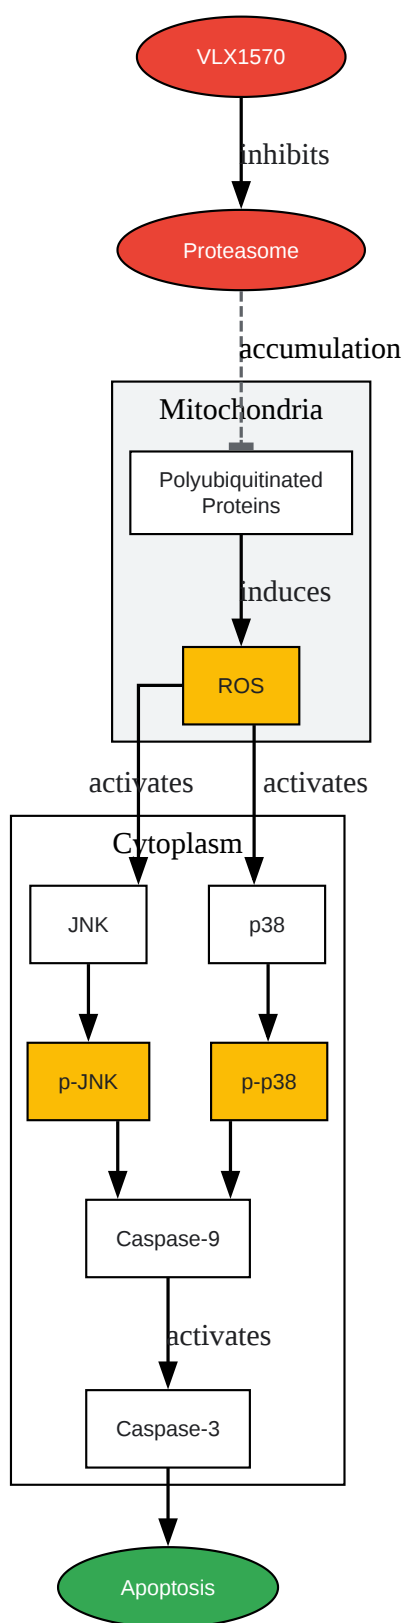 VLX1570
inhibits
Proteasome
accumulation
Mitochondria
Polyubiquitinated
Proteins
induces
ROS
activates
activates
Cytoplasm
JNK
p38
p-JNK
p-p38
Caspase-9
activates
Caspase-3
Apoptosis